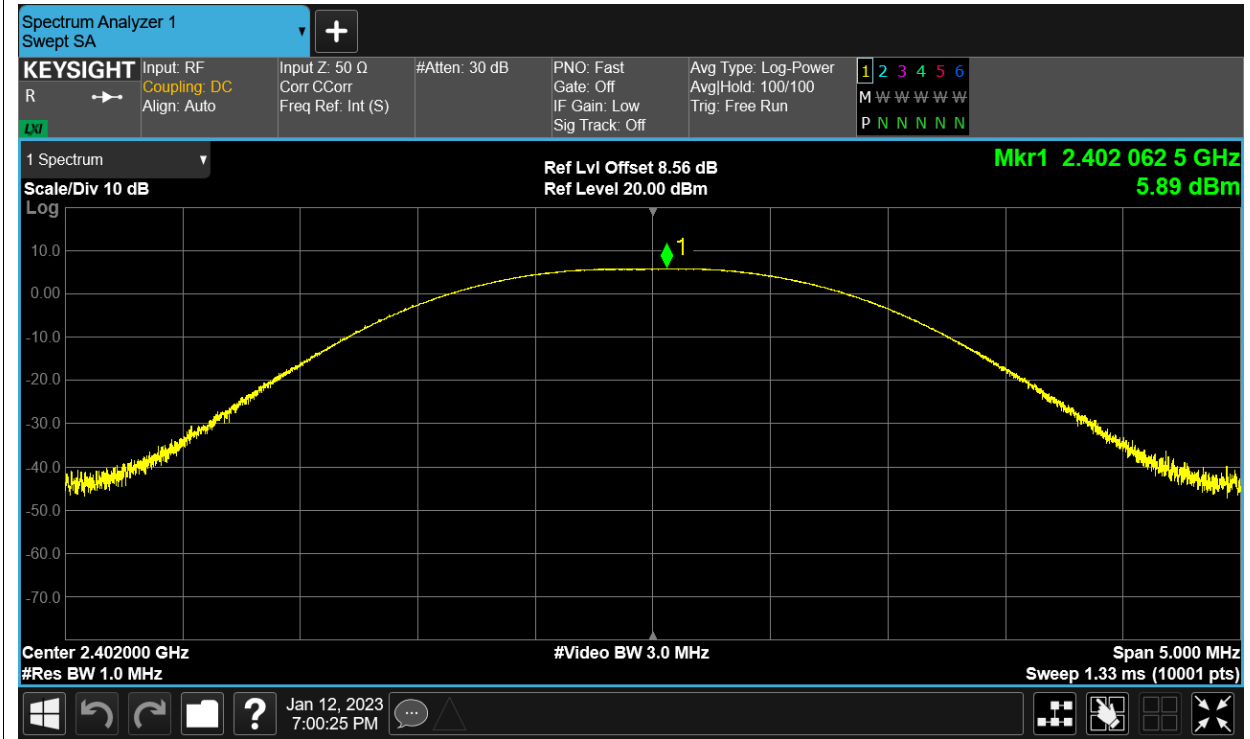 Spectrum Analyzer 1
Swept SA
+
KEYSIGHT
R
LXI
Input: RF
Coupling: DC
Align: Auto
Input Z: 50 Ω
Corr CCorr
Freq Ref: Int (S)
#Atten: 30 dB
PNO: Fast
Gate: Off
IF Gain: Low
Sig Track: Off
Avg Type: Log-Power
Avg|Hold: 100/100
Trig: Free Run
1 2 3 4 5 6
M W W W W W W
P N N N N N N
1 Spectrum
Scale/Div 10 dB
Log
Ref Lvl Offset 8.56 dB
Ref Level 20.00 dBm
Mkr1 2.402 062 5 GHz
5.89 dBm
1
10.0
0.00
-10.0
-20.0
-30.0
-40.0
-50.0
-60.0
-70.0
Center 2.402000 GHz
#Res BW 1.0 MHz
#Video BW 3.0 MHz
Span 5.000 MHz
Sweep 1.33 ms (10001 pts)
?
Jan 12, 2023
7:00:25 PM